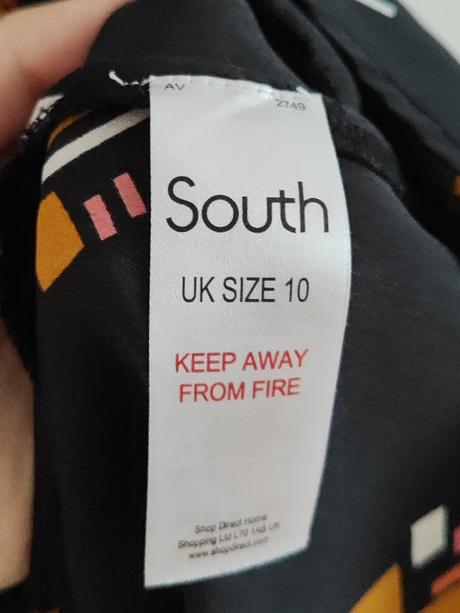 AV
2749
South
UK SIZE 10
KEEP AWAY
FROM FIRE
Shop Direct Home
Shopping Ltd L70 1AB UK
www.shopdirect.com